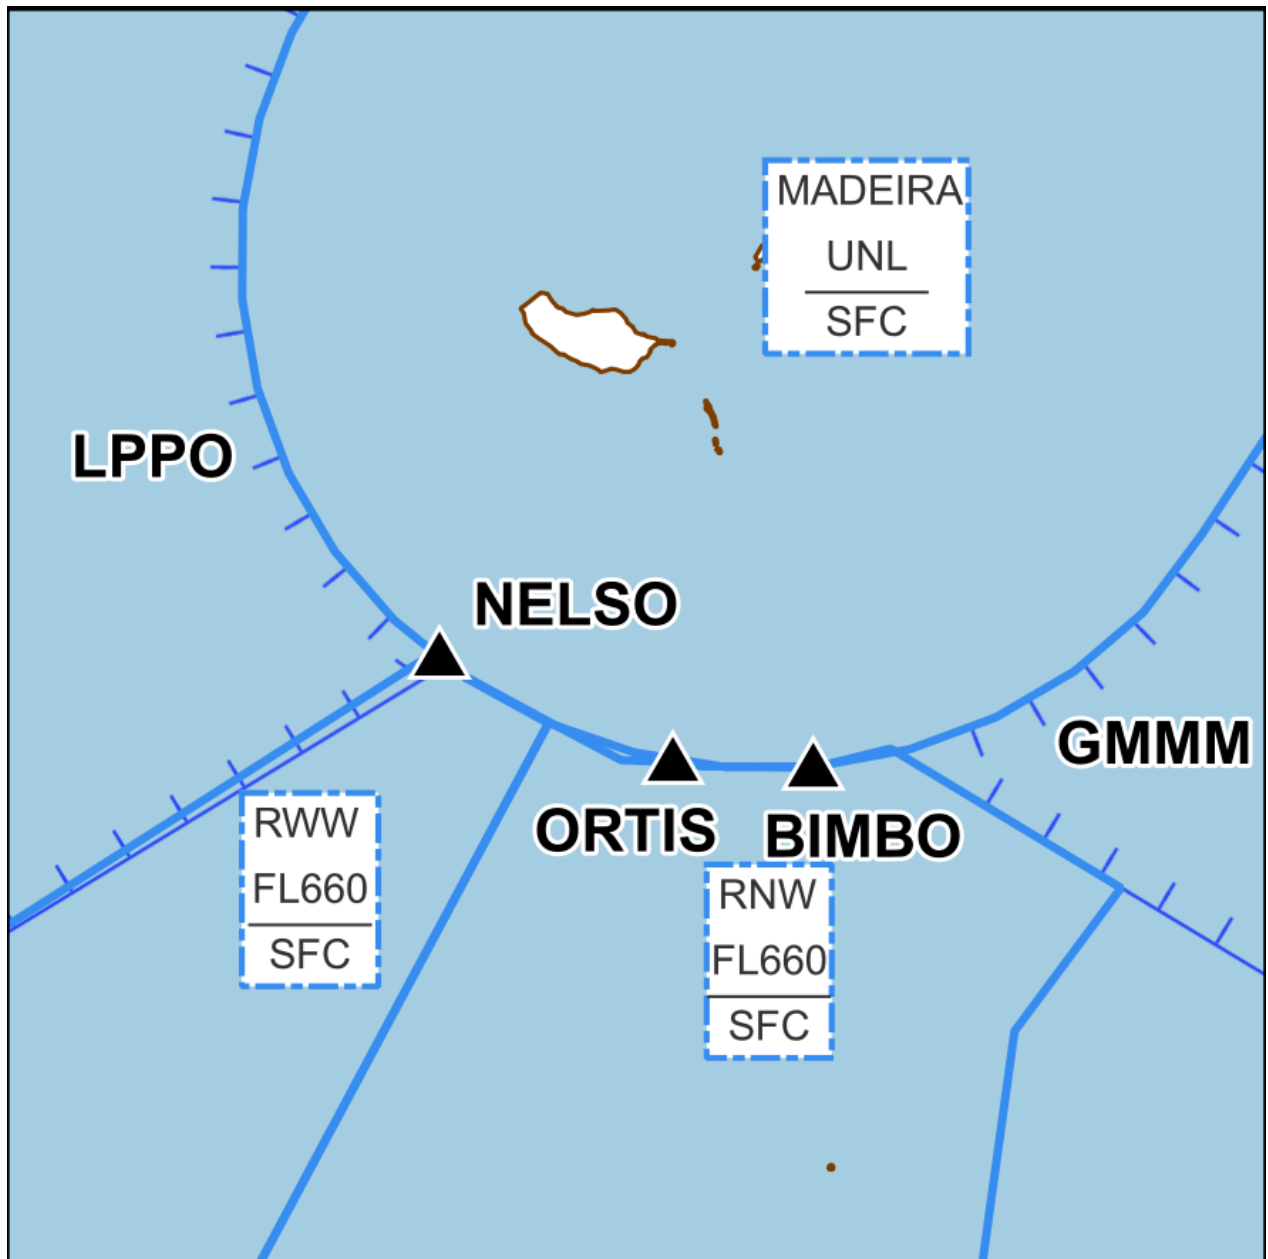 MADEIRA
UNL
SFC
LPPO
NELSO
GMMM
ORTIS
BIMBO
RWW
FL660
SFC
RNW
FL660
SFC